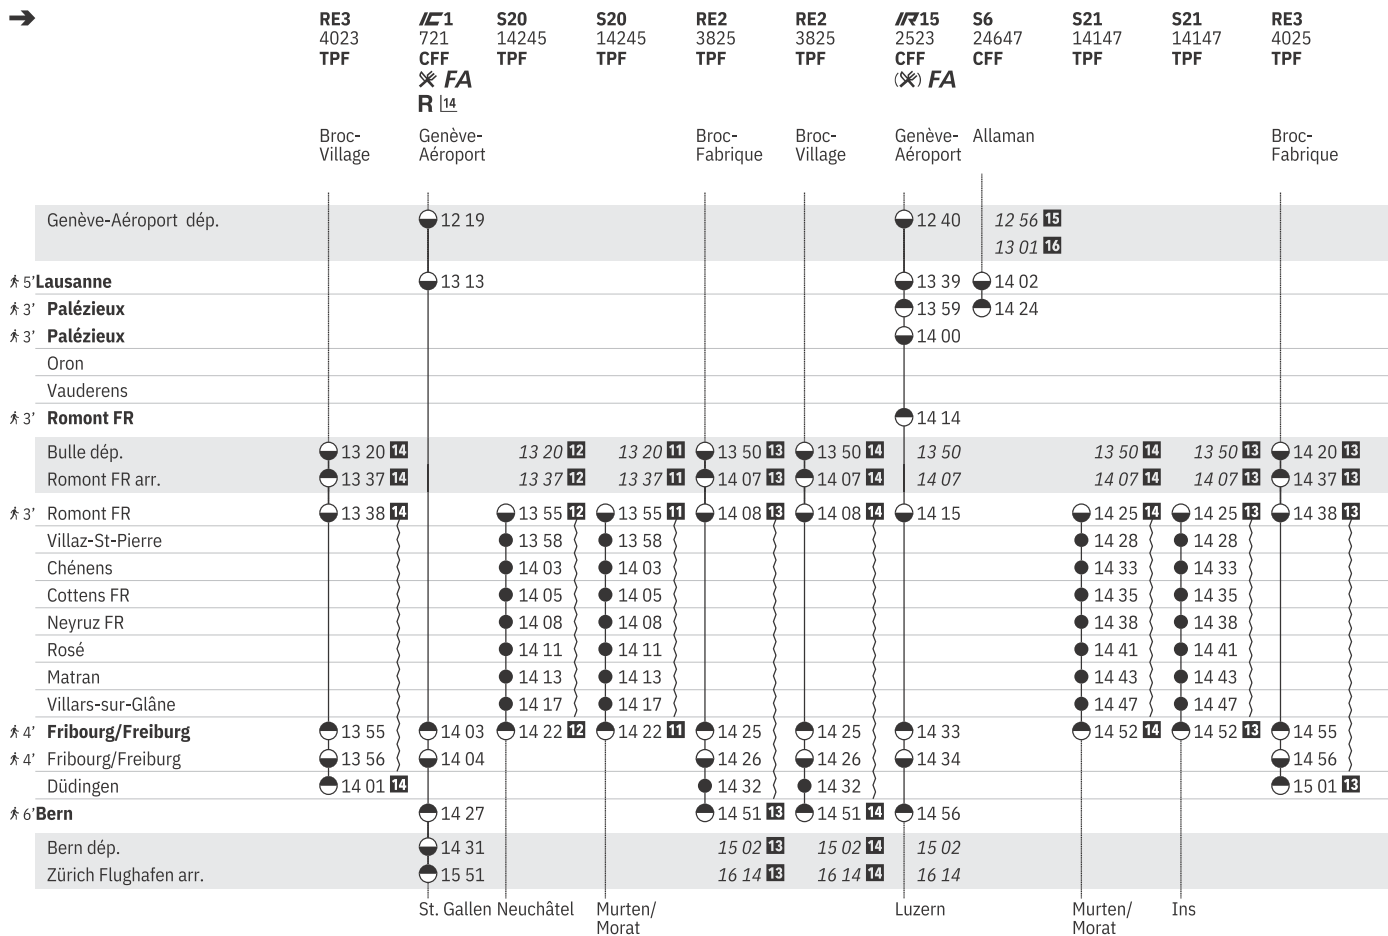 RE3 IC1 S20 S20 RE2 RE2 IR15 S6 S21 S21 RE3
4023 721 14245 14245 3825 3825 2523 24647 14147 14147 4025
TPF CFF TPF TPF TPF TPF CFF CFF TPF TPF TPF
FA FA
R 14
Broc- Genève- Broc- Broc- Genève- Allaman Broc-
Village Aéroport Fabrique Village Aéroport Fabrique
Genève-Aéroport dép. 12 19 12 40 12 56 15
13 01 16
5' Lausanne 13 13 13 39 14 02
3' Palézieux 13 59 14 24
3' Palézieux 14 00
Oron
Vauderens
3' Romont FR 14 14
Bulle dép. 13 20 14 13 20 12 13 20 11 13 50 13 13 50 14 13 50 13 50 14 13 50 13 14 20 13
Romont FR arr. 13 37 14 13 37 12 13 37 11 14 07 13 14 07 14 14 07 14 07 14 14 07 13 14 37 13
3' Romont FR 13 38 14 13 55 12 13 55 11 14 08 13 14 08 14 14 15 14 25 14 14 25 13 14 38 13
Villaz-St-Pierre 13 58 13 58 14 28 14 28
Chénens 14 03 14 03 14 33 14 33
Cottens FR 14 05 14 05 14 35 14 35
Neyruz FR 14 08 14 08 14 38 14 38
Rosé 14 11 14 11 14 41 14 41
Matran 14 13 14 13 14 43 14 43
Villars-sur-Glâne 14 17 14 17 14 47 14 47
4' Fribourg/Freiburg 13 55 14 03 14 22 12 14 22 11 14 25 14 25 14 33 14 52 14 14 52 13 14 55
4' Fribourg/Freiburg 13 56 14 04 14 26 14 26 14 34 14 56
Düdingen 14 01 14 14 32 14 32 15 01 13
6' Bern 14 27 14 51 13 14 51 14 14 56
Bern dép. 14 31 15 02 13 15 02 14 15 02
Zürich Flughafen arr. 15 51 16 14 13 16 14 14 16 14
St. Gallen Neuchâtel Murten/ Luzern Murten/ Ins
Morat Morat